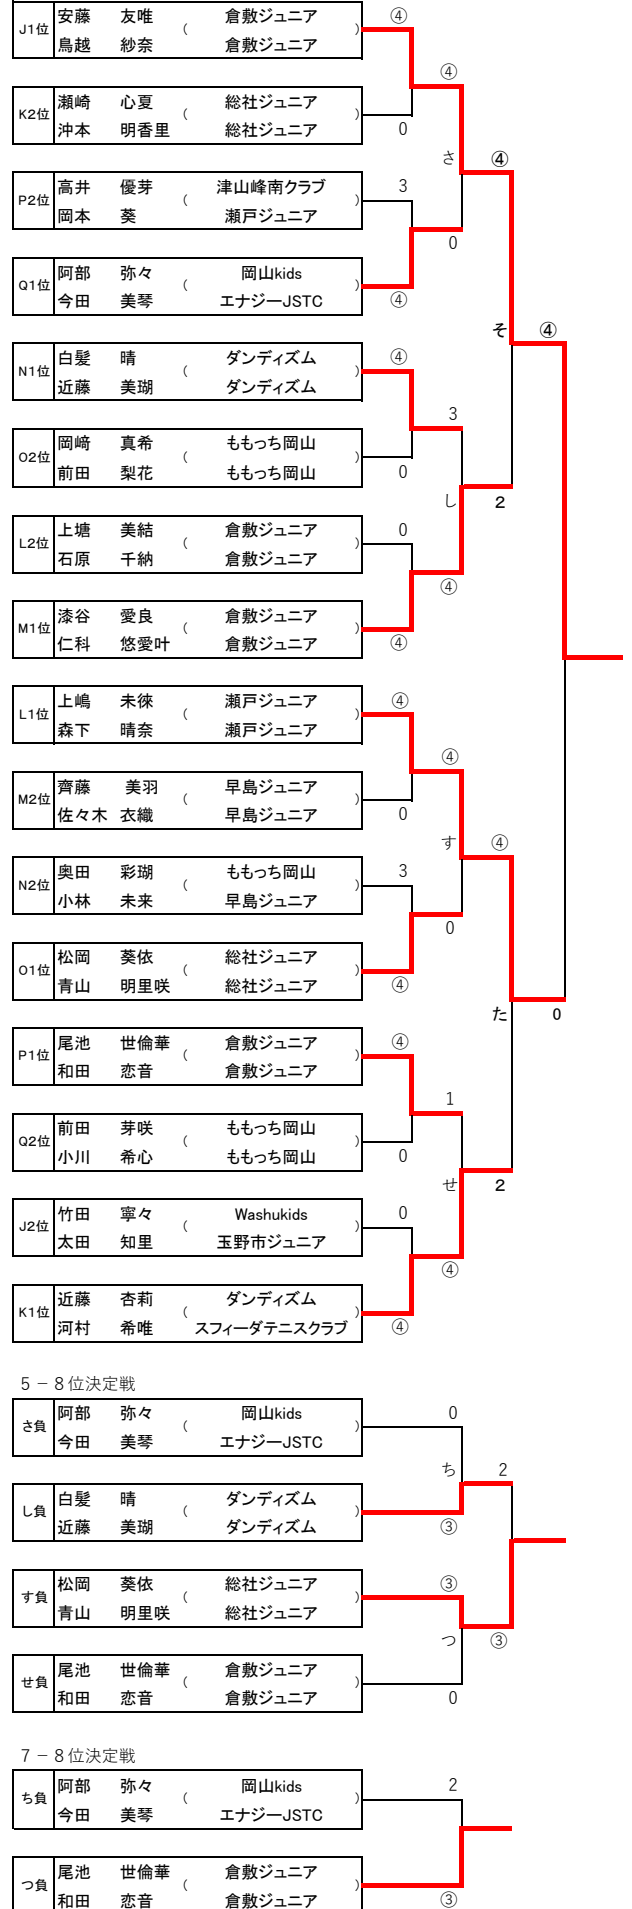 J1位 安藤 友唯 ( 倉敷ジュニア ) ④
鳥越 紗奈 倉敷ジュニア
④
K2位 瀬崎 心夏 ( 総社ジュニア )
沖本 明香里 総社ジュニア 0
さ ④
P2位 高井 優芽 ( 津山峰南クラブ ) 3
岡本 葵 瀬戸ジュニア
0
Q1位 阿部 弥々 ( 岡山kids )
今田 美琴 エナジーJSTC ④
そ ④
N1位 白髪 晴 ( ダンディズム ) ④
近藤 美瑚 ダンディズム
3
O2位 岡﨑 真希 ( ももっち岡山 )
前田 梨花 ももっち岡山 0
し 2
L2位 上塘 美結 ( 倉敷ジュニア ) 0
石原 千納 倉敷ジュニア
④
M1位 漆谷 愛良 ( 倉敷ジュニア )
仁科 悠愛叶 倉敷ジュニア ④
L1位 上嶋 未徠 ( 瀬戸ジュニア ) ④
森下 晴奈 瀬戸ジュニア
④
M2位 齊藤 美羽 ( 早島ジュニア )
佐々木 衣織 早島ジュニア 0
す ④
N2位 奥田 彩瑚 ( ももっち岡山 ) 3
小林 未来 早島ジュニア
0
O1位 松岡 葵依 ( 総社ジュニア )
青山 明里咲 総社ジュニア ④
た 0
P1位 尾池 世倫華 ( 倉敷ジュニア ) ④
和田 恋音 倉敷ジュニア
1
Q2位 前田 芽咲 ( ももっち岡山 )
小川 希心 ももっち岡山 0
せ 2
J2位 竹田 寧々 ( Washukids ) 0
太田 知里 玉野市ジュニア
④
K1位 近藤 杏莉 ( ダンディズム )
河村 希唯 スフィーダテニスクラブ ④
５－８位決定戦
さ負 阿部 弥々 ( 岡山kids ) 0
今田 美琴 エナジーJSTC
ち 2
し負 白髪 晴 ( ダンディズム )
近藤 美瑚 ダンディズム ③
す負 松岡 葵依 ( 総社ジュニア ) ③
青山 明里咲 総社ジュニア
つ ③
せ負 尾池 世倫華 ( 倉敷ジュニア )
和田 恋音 倉敷ジュニア 0
７－８位決定戦
ち負 阿部 弥々 ( 岡山kids ) 2
今田 美琴 エナジーJSTC
つ負 尾池 世倫華 ( 倉敷ジュニア )
和田 恋音 倉敷ジュニア ③